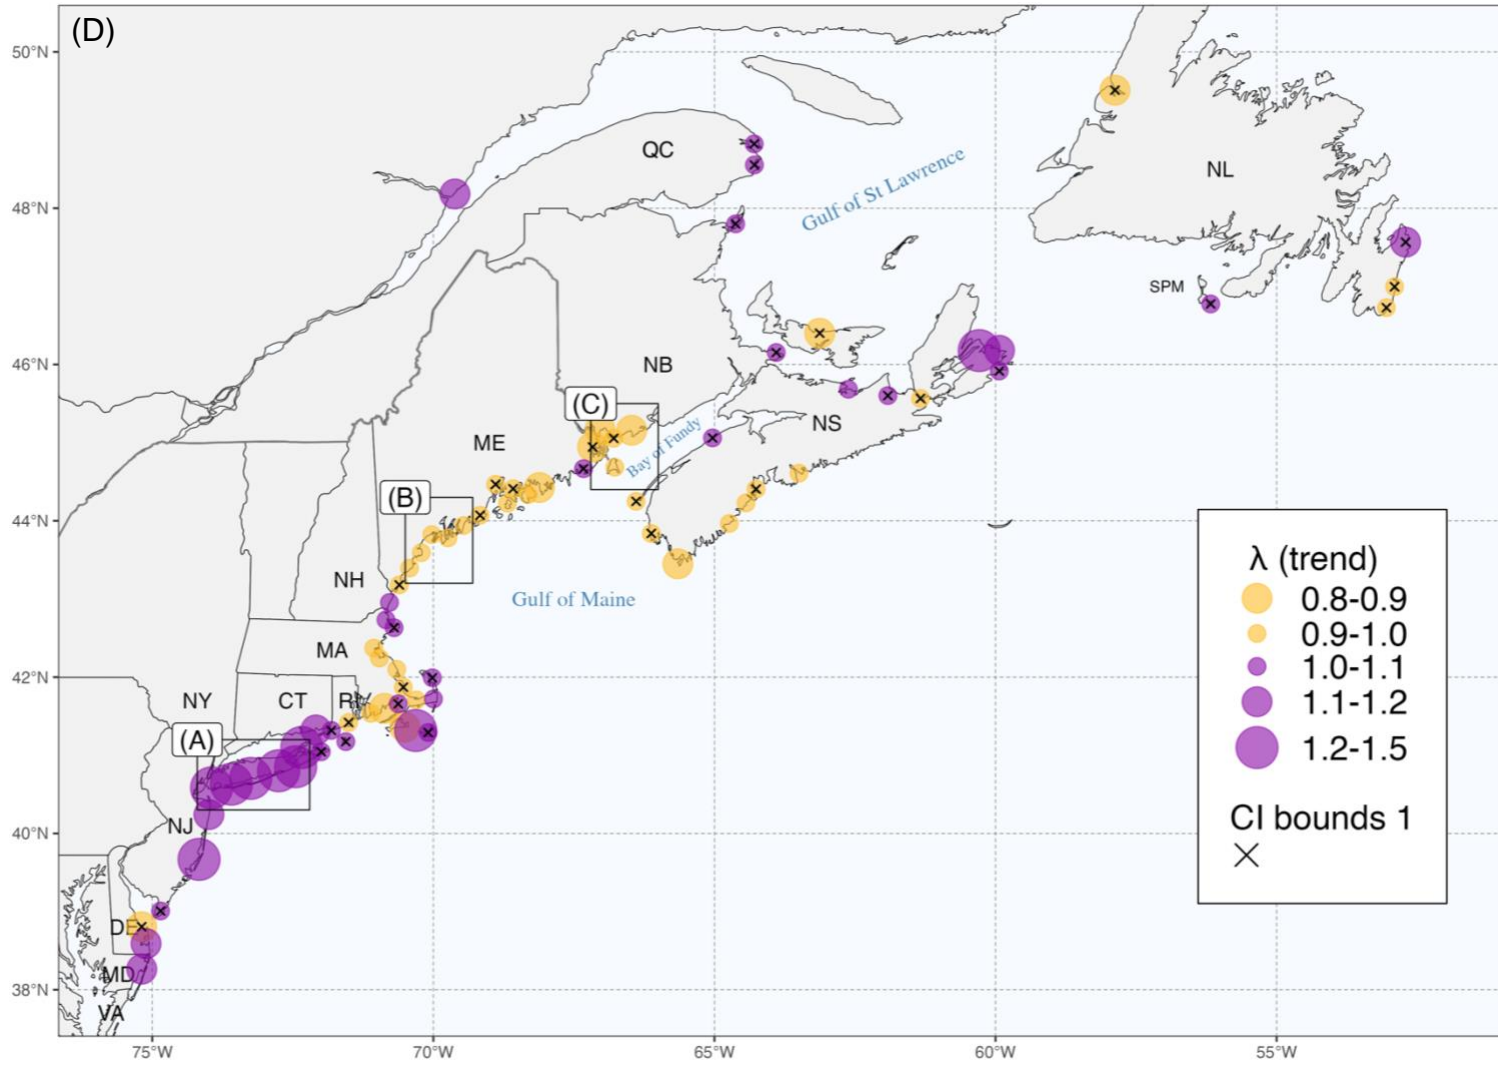 (D)
50°N
48°N
46°N
44°N
42°N
40°N
38°N
75°W
70°W
65°W
60°W
55°W
QC
NL
Gulf of St Lawrence
SPM
NB
(C)
NS
Bay of Fundy
ME
(B)
NH
Gulf of Maine
MA
NY
CT
RI
(A)
NJ
DE
MD
VA
λ (trend)
0.8-0.9
0.9-1.0
1.0-1.1
1.1-1.2
1.2-1.5
CI bounds 1